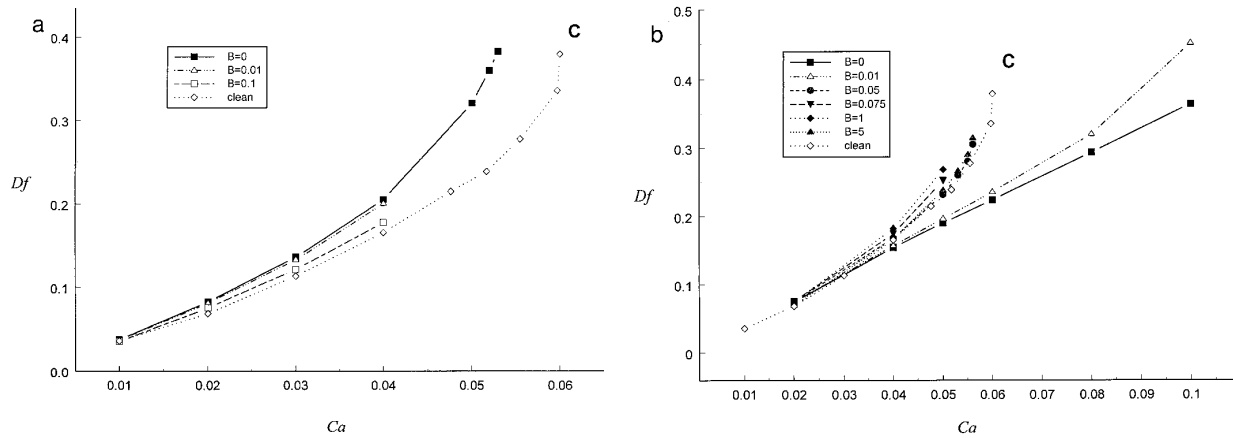 a
c
0.4
0.3
0.2
0.1
0.0
Df
B=0
B=0.01
B=0.1
clean
0.01 0.02 0.03 0.04 0.05 0.06
Ca
b
c
0.5
0.4
0.3
0.2
0.1
0
Df
B=0
B=0.01
B=0.05
B=0.075
B=1
B=5
clean
0.01 0.02 0.03 0.04 0.05 0.06 0.07 0.08 0.09 0.1
Ca